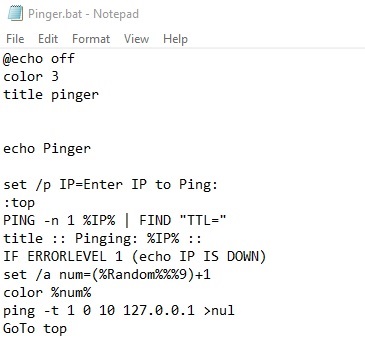 Pinger.bat - Notepad
File Edit Format View Help
@echo off
color 3
title pinger
echo Pinger
set /p IP=Enter IP to Ping:
:top
PING -n 1 %IP% | FIND "TTL="
title :: Pinging: %IP% ::
IF ERRORLEVEL 1 (echo IP IS DOWN)
set /a num=(%Random%%%9)+1
color %num%
ping -t 1 0 10 127.0.0.1 >nul
GoTo top